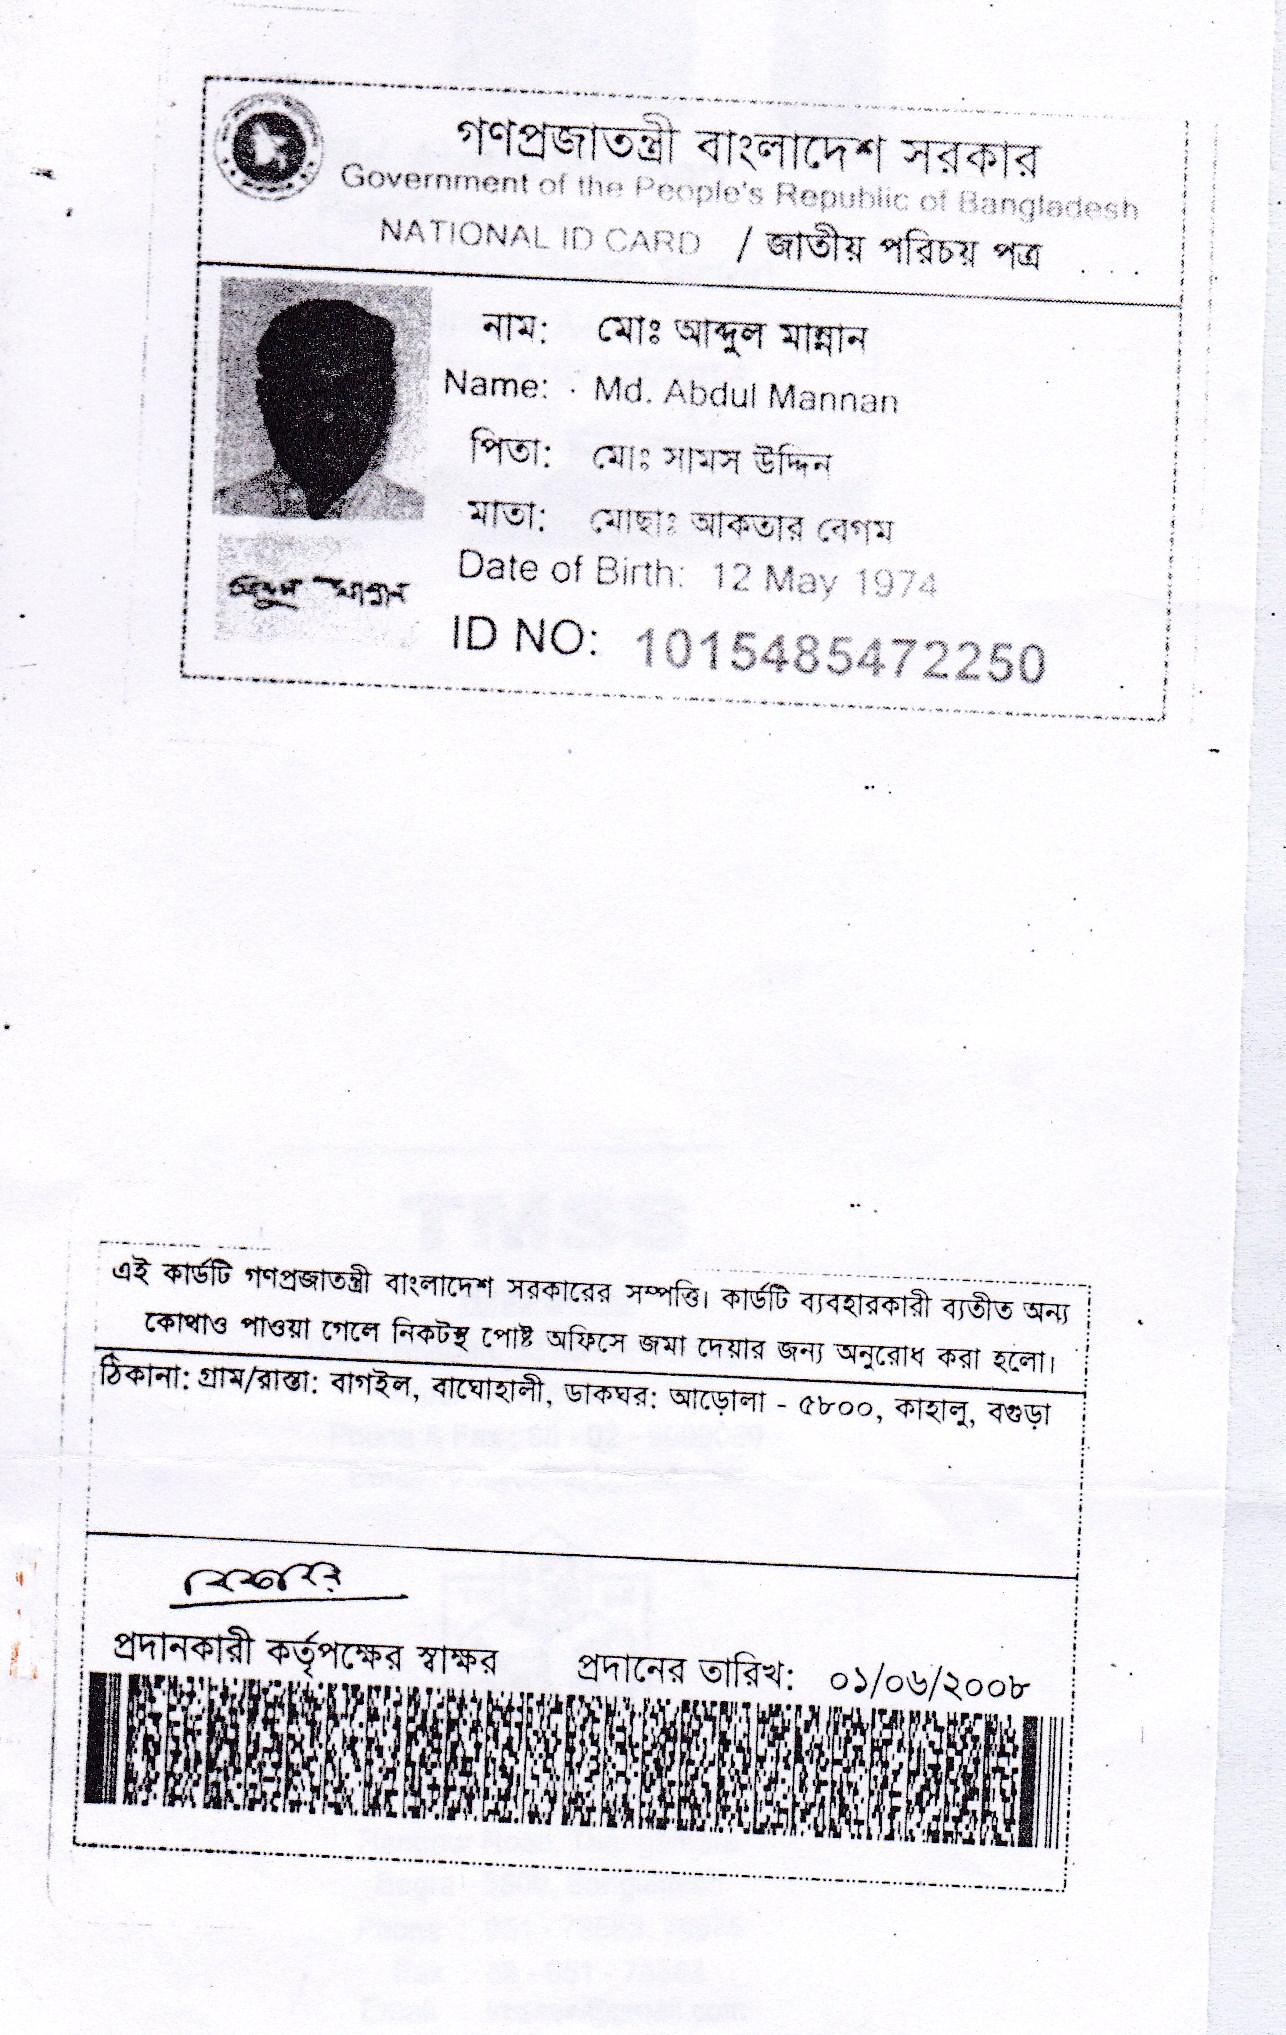 গণপ্রজাতন্ত্রী বাংলাদেশ সরকার
Government of the People's Republic of Bangladesh
NATIONAL ID CARD / জাতীয় পরিচয় পত্র
নাম: মোঃ আব্দুল মান্নান
Name: Md. Abdul Mannan
পিতা: মোঃ সামস উদ্দিন
মাতা: মোছাঃ আকতার বেগম
Date of Birth: 12 May 1974
ID NO: 1015485472250
TMSS
এই কার্ডটি গণপ্রজাতন্ত্রী বাংলাদেশ সরকারের সম্পত্তি। কার্ডটি ব্যবহারকারী ব্যতীত অন্য
কোথাও পাওয়া গেলে নিকটস্থ পোষ্ট অফিসে জমা দেয়ার জন্য অনুরোধ করা হলো।
ঠিকানা: গ্রাম/রাস্তা: বাগইল, বাঘোহালী, ডাকঘর: আড়োলা - ৫৮০০, কাহালু, বগুড়া
প্রদানকারী কর্তৃপক্ষের স্বাক্ষর প্রদানের তারিখ: ০১/০৬/২০০৮